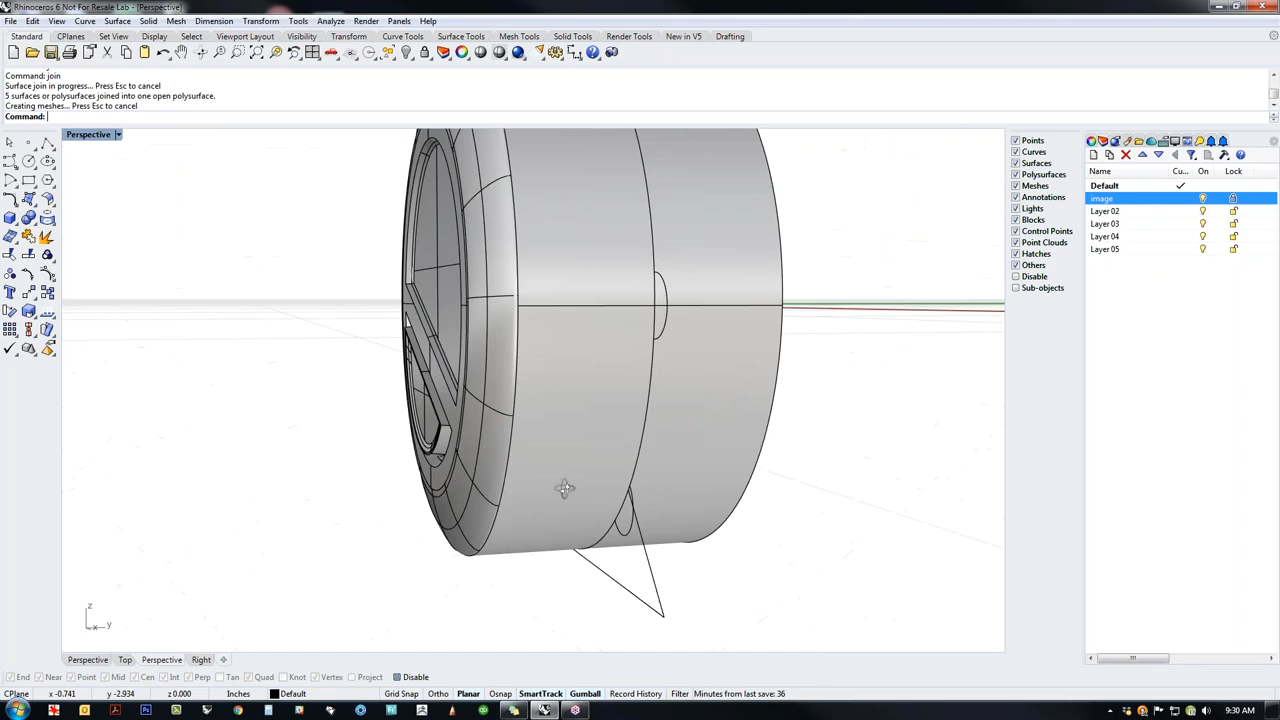 Rhinoceros 6 Not For Resale Lab - [Perspective]
File Edit View Curve Surface Solid Mesh Dimension Transform Tools Analyze Render Panels Help
Standard CPlanes Set View Display Select Viewport Layout Visibility Transform Curve Tools Surface Tools Solid Tools Mesh Tools Render Tools New in V5 Drafting
Command: join
Surface join in progress... Press Esc to cancel
5 surfaces or polysurfaces joined into one open polysurface.
Creating meshes... Press Esc to cancel
Command:
Perspective
Points
Curves
Surfaces
Polysurfaces
Meshes
Annotations
Lights
Blocks
Control Points
Point Clouds
Hatches
Others
Disable
Sub-objects
Name Cu... On Lock
Default
image
Layer 02
Layer 03
Layer 04
Layer 05
z
x y
Perspective Top Perspective Right
End Near Point Mid Cen Int Perp Tan Quad Knot Vertex Project Disable
CPlane x -0.741 y -2.934 z 0.000 Inches Default Grid Snap Ortho Planar Osnap SmartTrack Gumball Record History Filter Minutes from last save: 36
9:30 AM